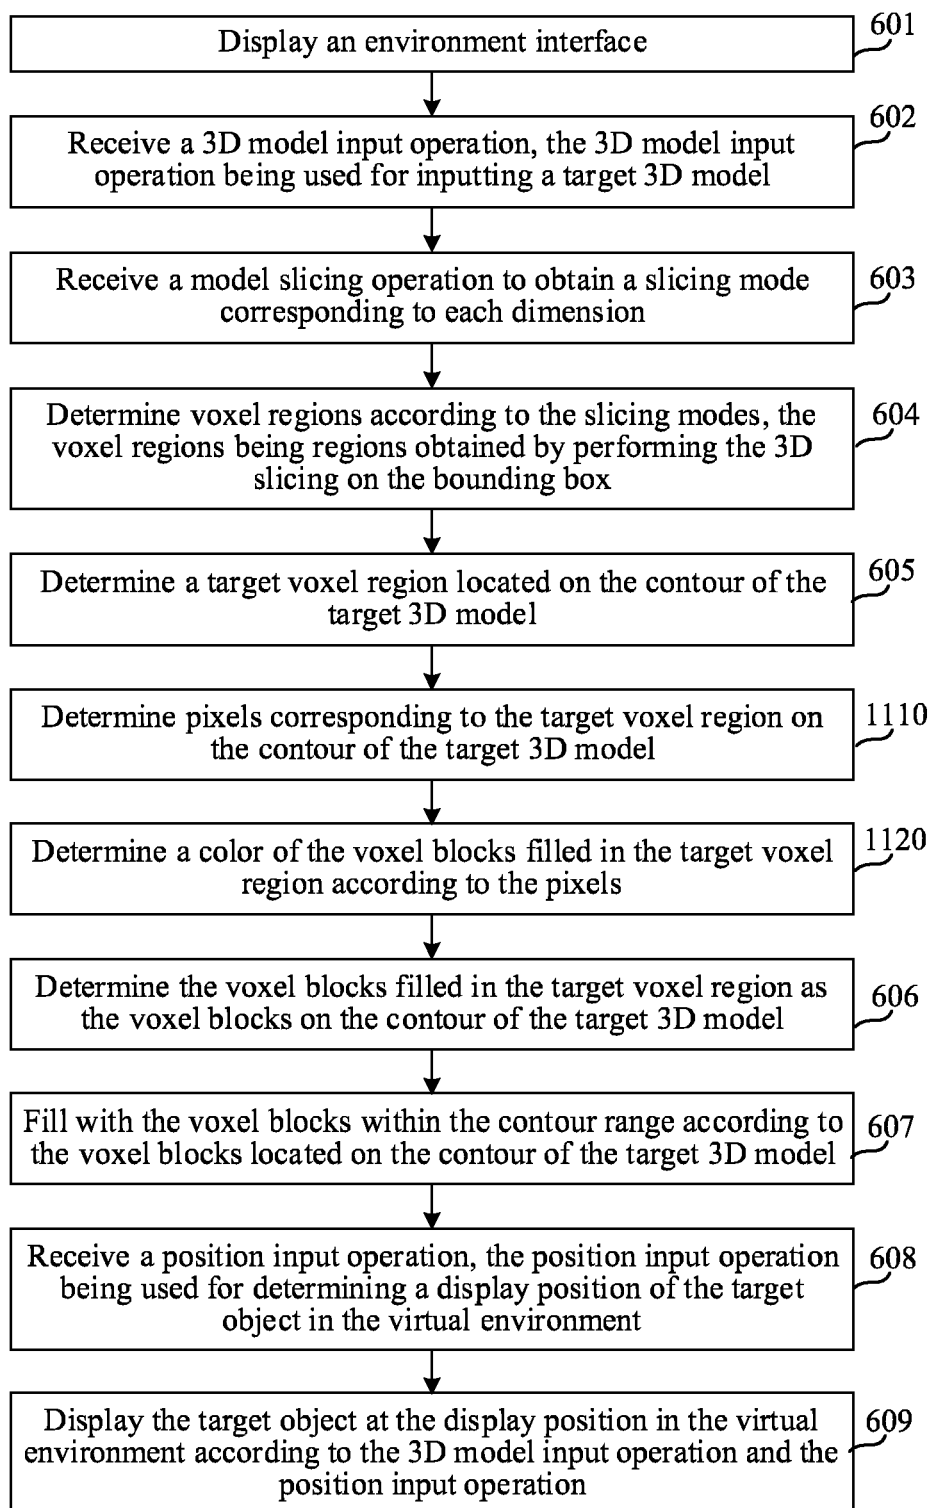 Display an environment interface
601
Receive a 3D model input operation, the 3D model input
operation being used for inputting a target 3D model
602
Receive a model slicing operation to obtain a slicing mode
corresponding to each dimension
603
Determine voxel regions according to the slicing modes, the
voxel regions being regions obtained by performing the 3D
slicing on the bounding box
604
Determine a target voxel region located on the contour of the
target 3D model
605
Determine pixels corresponding to the target voxel region on
the contour of the target 3D model
1110
Determine a color of the voxel blocks filled in the target voxel
region according to the pixels
1120
Determine the voxel blocks filled in the target voxel region as
the voxel blocks on the contour of the target 3D model
606
Fill with the voxel blocks within the contour range according to
the voxel blocks located on the contour of the target 3D model
607
Receive a position input operation, the position input operation
being used for determining a display position of the target
object in the virtual environment
608
Display the target object at the display position in the virtual
environment according to the 3D model input operation and the
position input operation
609